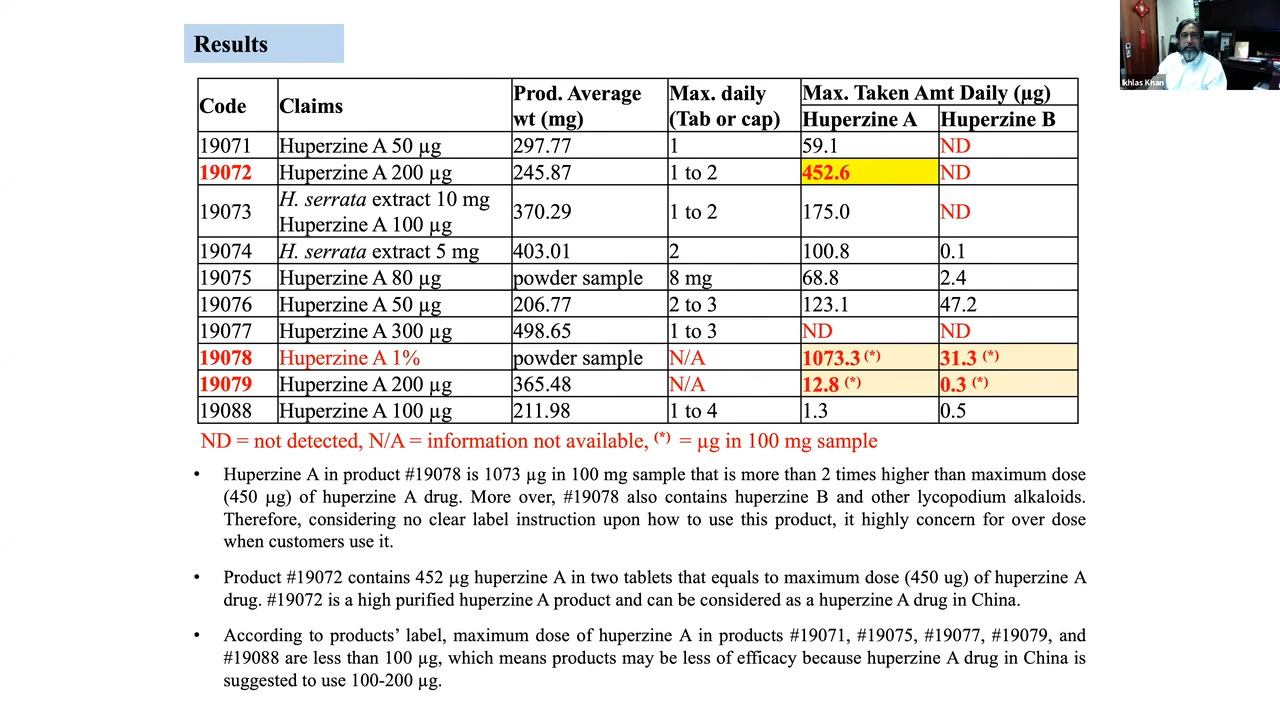 Results
Code Claims Prod. Average wt (mg) Max. daily (Tab or cap) Max. Taken Amt Daily (µg)
Huperzine A Huperzine B
19071 Huperzine A 50 µg 297.77 1 59.1 ND
19072 Huperzine A 200 µg 245.87 1 to 2 452.6 ND
19073 H. serrata extract 10 mg Huperzine A 100 µg 370.29 1 to 2 175.0 ND
19074 H. serrata extract 5 mg 403.01 2 100.8 0.1
19075 Huperzine A 80 µg powder sample 8 mg 68.8 2.4
19076 Huperzine A 50 µg 206.77 2 to 3 123.1 47.2
19077 Huperzine A 300 µg 498.65 1 to 3 ND ND
19078 Huperzine A 1% powder sample N/A 1073.3 (*) 31.3 (*)
19079 Huperzine A 200 µg 365.48 N/A 12.8 (*) 0.3 (*)
19088 Huperzine A 100 µg 211.98 1 to 4 1.3 0.5
ND = not detected, N/A = information not available, (*) = µg in 100 mg sample
• Huperzine A in product #19078 is 1073 µg in 100 mg sample that is more than 2 times higher than maximum dose
(450 µg) of huperzine A drug. More over, #19078 also contains huperzine B and other lycopodium alkaloids.
Therefore, considering no clear label instruction upon how to use this product, it highly concern for over dose
when customers use it.
• Product #19072 contains 452 µg huperzine A in two tablets that equals to maximum dose (450 ug) of huperzine A
drug. #19072 is a high purified huperzine A product and can be considered as a huperzine A drug in China.
• According to products' label, maximum dose of huperzine A in products #19071, #19075, #19077, #19079, and
#19088 are less than 100 µg, which means products may be less of efficacy because huperzine A drug in China is
suggested to use 100-200 µg.
Ikhlas Khan